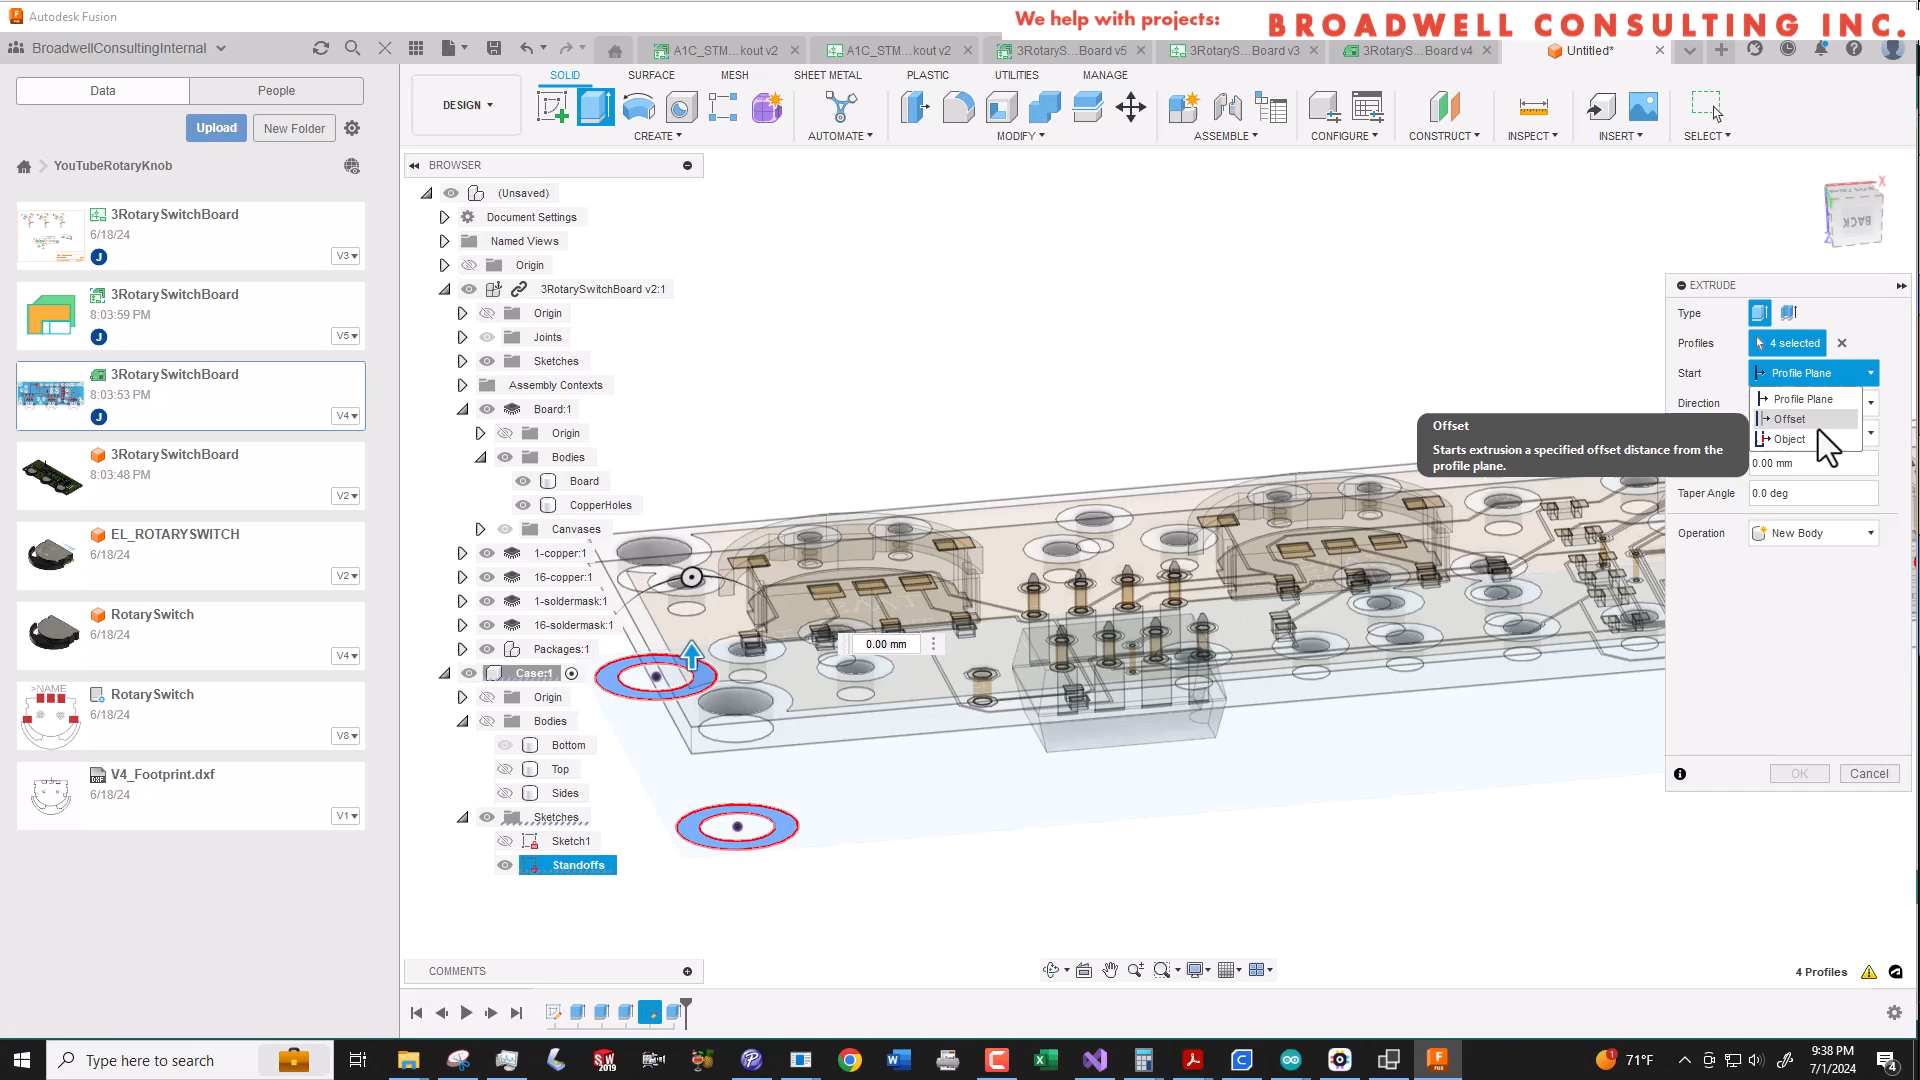 Autodesk Fusion
We help with projects:
BROADWELL CONSULTING INC.
BroadwellConsultingInternal
A1C_STM...kout v2
A1C_STM...kout v2
3RotaryS...Board v5
3RotaryS...Board v3
3RotaryS...Board v4
Untitled*
Data
People
Upload
New Folder
YouTubeRotaryKnob
3RotarySwitchBoard
6/18/24
J
V3
3RotarySwitchBoard
8:03:59 PM
J
V5
3RotarySwitchBoard
8:03:53 PM
J
V4
3RotarySwitchBoard
8:03:48 PM
V2
EL_ROTARYSWITCH
6/18/24
V2
RotarySwitch
6/18/24
V4
>NAME
RotarySwitch
6/18/24
V8
V4_Footprint.dxf
6/18/24
V1
DESIGN
SOLID
SURFACE
MESH
SHEET METAL
PLASTIC
UTILITIES
MANAGE
CREATE
AUTOMATE
MODIFY
ASSEMBLE
CONFIGURE
CONSTRUCT
INSPECT
INSERT
SELECT
BROWSER
(Unsaved)
Document Settings
Named Views
Origin
3RotarySwitchBoard v2:1
Origin
Joints
Sketches
Assembly Contexts
Board:1
Origin
Bodies
Board
CopperHoles
Canvases
1-copper:1
16-copper:1
1-soldermask:1
16-soldermask:1
Packages:1
Case:1
Origin
Bodies
Bottom
Top
Sides
Sketches
Sketch1
Standoffs
0.00 mm
BACK
X
Z
EXTRUDE
Type
Profiles
4 selected
Start
Profile Plane
Direction
Profile Plane
Offset
Object
0.00 mm
Taper Angle
0.0 deg
Operation
New Body
OK
Cancel
Offset
Starts extrusion a specified offset distance from the
profile plane.
COMMENTS
4 Profiles
Type here to search
71°F
9:38 PM
7/1/2024
4